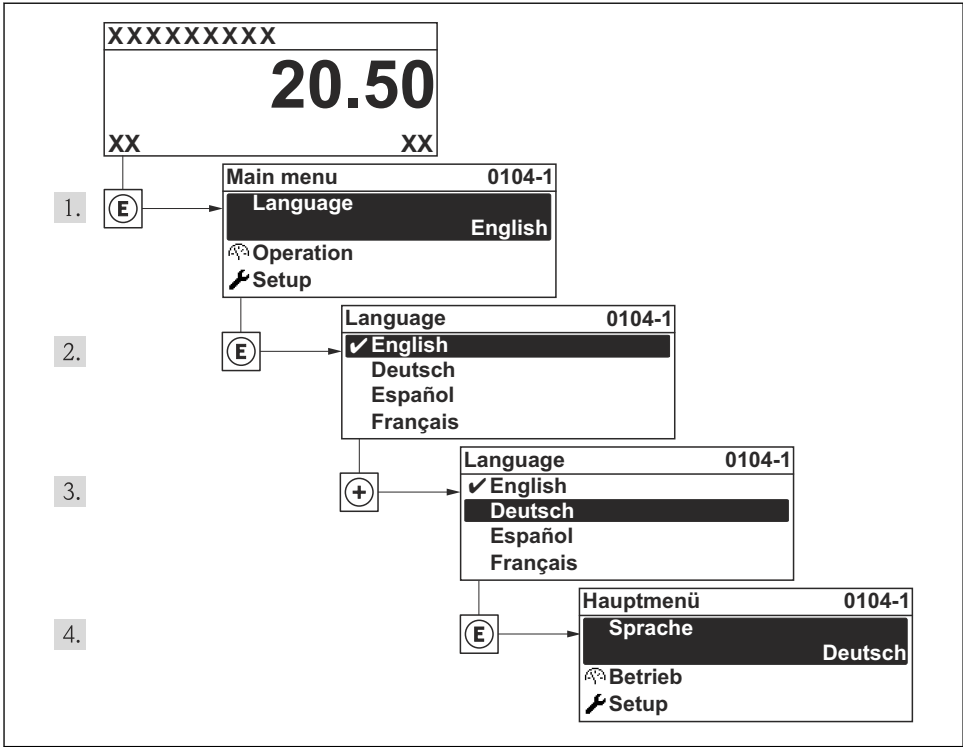 XXXXXXXXX
20.50
XX XX
Main menu 0104-1
1. E Language
English
Operation
Setup
Language 0104-1
2. E ✔ English
Deutsch
Español
Français
Language 0104-1
3. + ✔ English
Deutsch
Español
Français
Hauptmenü 0104-1
4. E Sprache
Deutsch
Betrieb
Setup